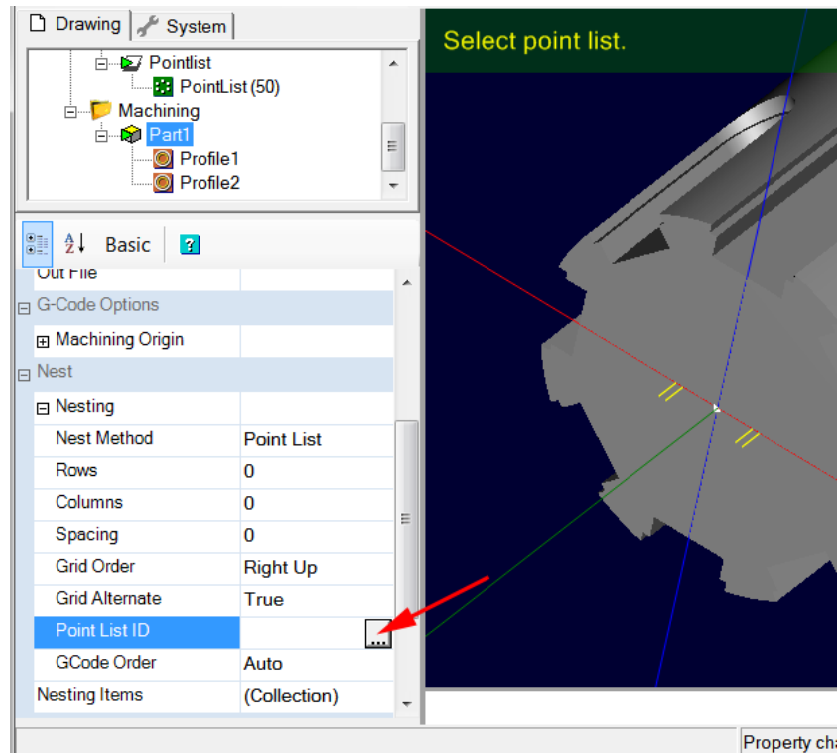 Drawing System
Select point list.
Pointlist
PointList (50)
Machining
Part1
Profile1
Profile2
Basic
Out File
G-Code Options
Machining Origin
Nest
Nesting
Nest Method Point List
Rows 0
Columns 0
Spacing 0
Grid Order Right Up
Grid Alternate True
Point List ID ...
GCode Order Auto
Nesting Items (Collection)
Property